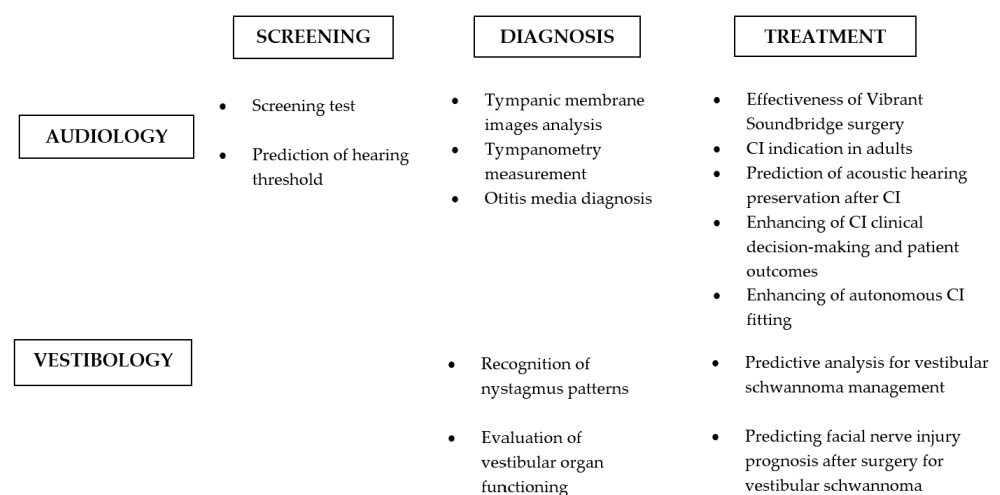 SCREENING
DIAGNOSIS
TREATMENT
AUDIOLOGY
• Screening test
• Prediction of hearing
threshold
• Tympanic membrane
images analysis
• Tympanometry
measurement
• Otitis media diagnosis
• Effectiveness of Vibrant
Soundbridge surgery
• CI indication in adults
• Prediction of acoustic hearing
preservation after CI
• Enhancing of CI clinical
decision-making and patient
outcomes
• Enhancing of autonomous CI
fitting
VESTIBOLOGY
• Recognition of
nystagmus patterns
• Evaluation of
vestibular organ
functioning
• Predictive analysis for vestibular
schwannoma management
• Predicting facial nerve injury
prognosis after surgery for
vestibular schwannoma